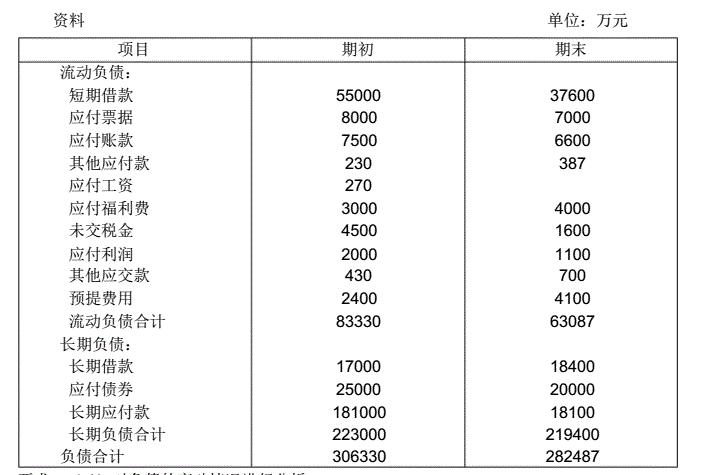 资料 单位：万元
项目 期初 期末
流动负债：
短期借款 55000 37600
应付票据 8000 7000
应付账款 7500 6600
其他应付款 230 387
应付工资 270
应付福利费 3000 4000
未交税金 4500 1600
应付利润 2000 1100
其他应交款 430 700
预提费用 2400 4100
流动负债合计 83330 63087
长期负债：
长期借款 17000 18400
应付债券 25000 20000
长期应付款 181000 18100
长期负债合计 223000 219400
负债合计 306330 282487